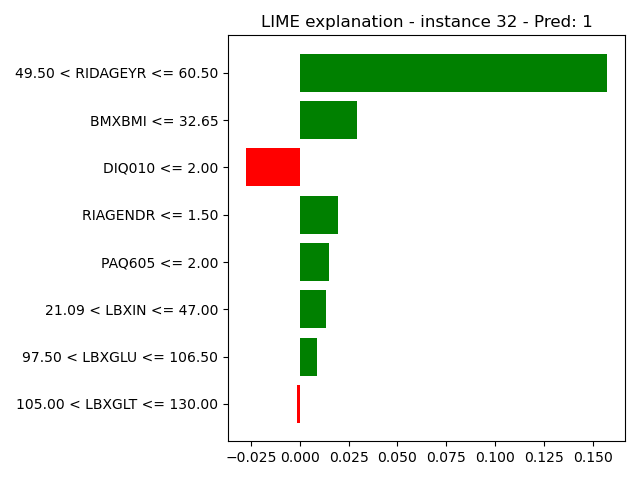 LIME explanation - instance 32 - Pred: 1
49.50 < RIDAGEYR <= 60.50
BMXBMI <= 32.65
DIQ010 <= 2.00
RIAGENDR <= 1.50
PAQ605 <= 2.00
21.09 < LBXIN <= 47.00
97.50 < LBXGLU <= 106.50
105.00 < LBXGLT <= 130.00
−0.025 0.000 0.025 0.050 0.075 0.100 0.125 0.150